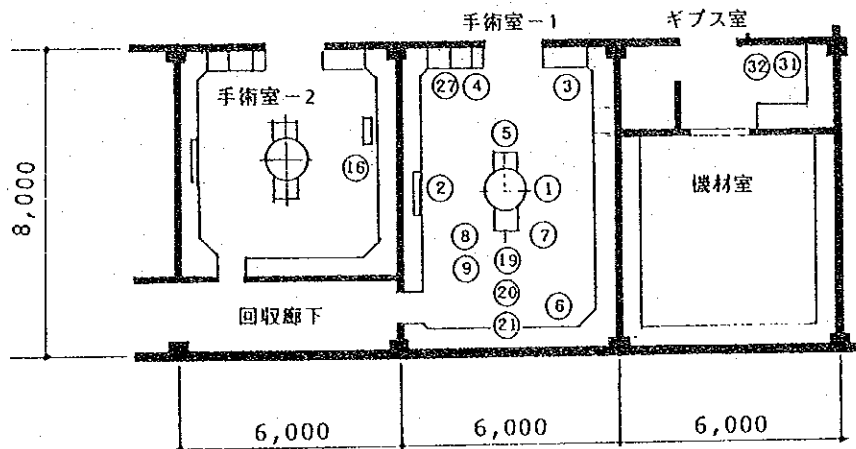 手術室-1
ギプス室
手術室-2
機材室
回収廊下
㉗ ④ ③ ㉜ ㉛
⑤
⑯ ② ①
⑧ ⑦
⑨ ⑲
⑳ ⑥
㉑
8,000
6,000 6,000 6,000